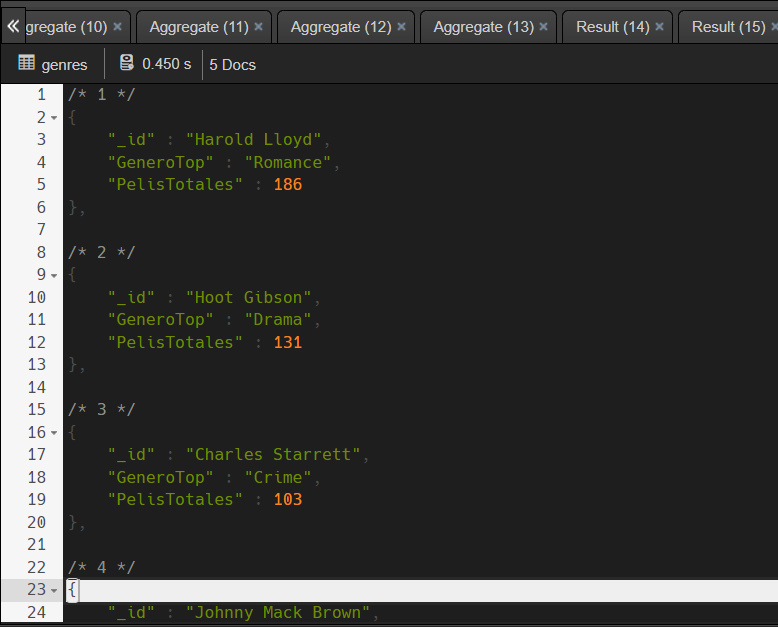 gregate (10) × Aggregate (11) × Aggregate (12) × Aggregate (13) × Result (14) × Result (15) ×
genres 0.450 s 5 Docs
1 /* 1 */
2 {
3 "_id" : "Harold Lloyd",
4 "GeneroTop" : "Romance",
5 "PelisTotales" : 186
6 },
7
8 /* 2 */
9 {
10 "_id" : "Hoot Gibson",
11 "GeneroTop" : "Drama",
12 "PelisTotales" : 131
13 },
14
15 /* 3 */
16 {
17 "_id" : "Charles Starrett",
18 "GeneroTop" : "Crime",
19 "PelisTotales" : 103
20 },
21
22 /* 4 */
23 {
24 "_id" : "Johnny Mack Brown",